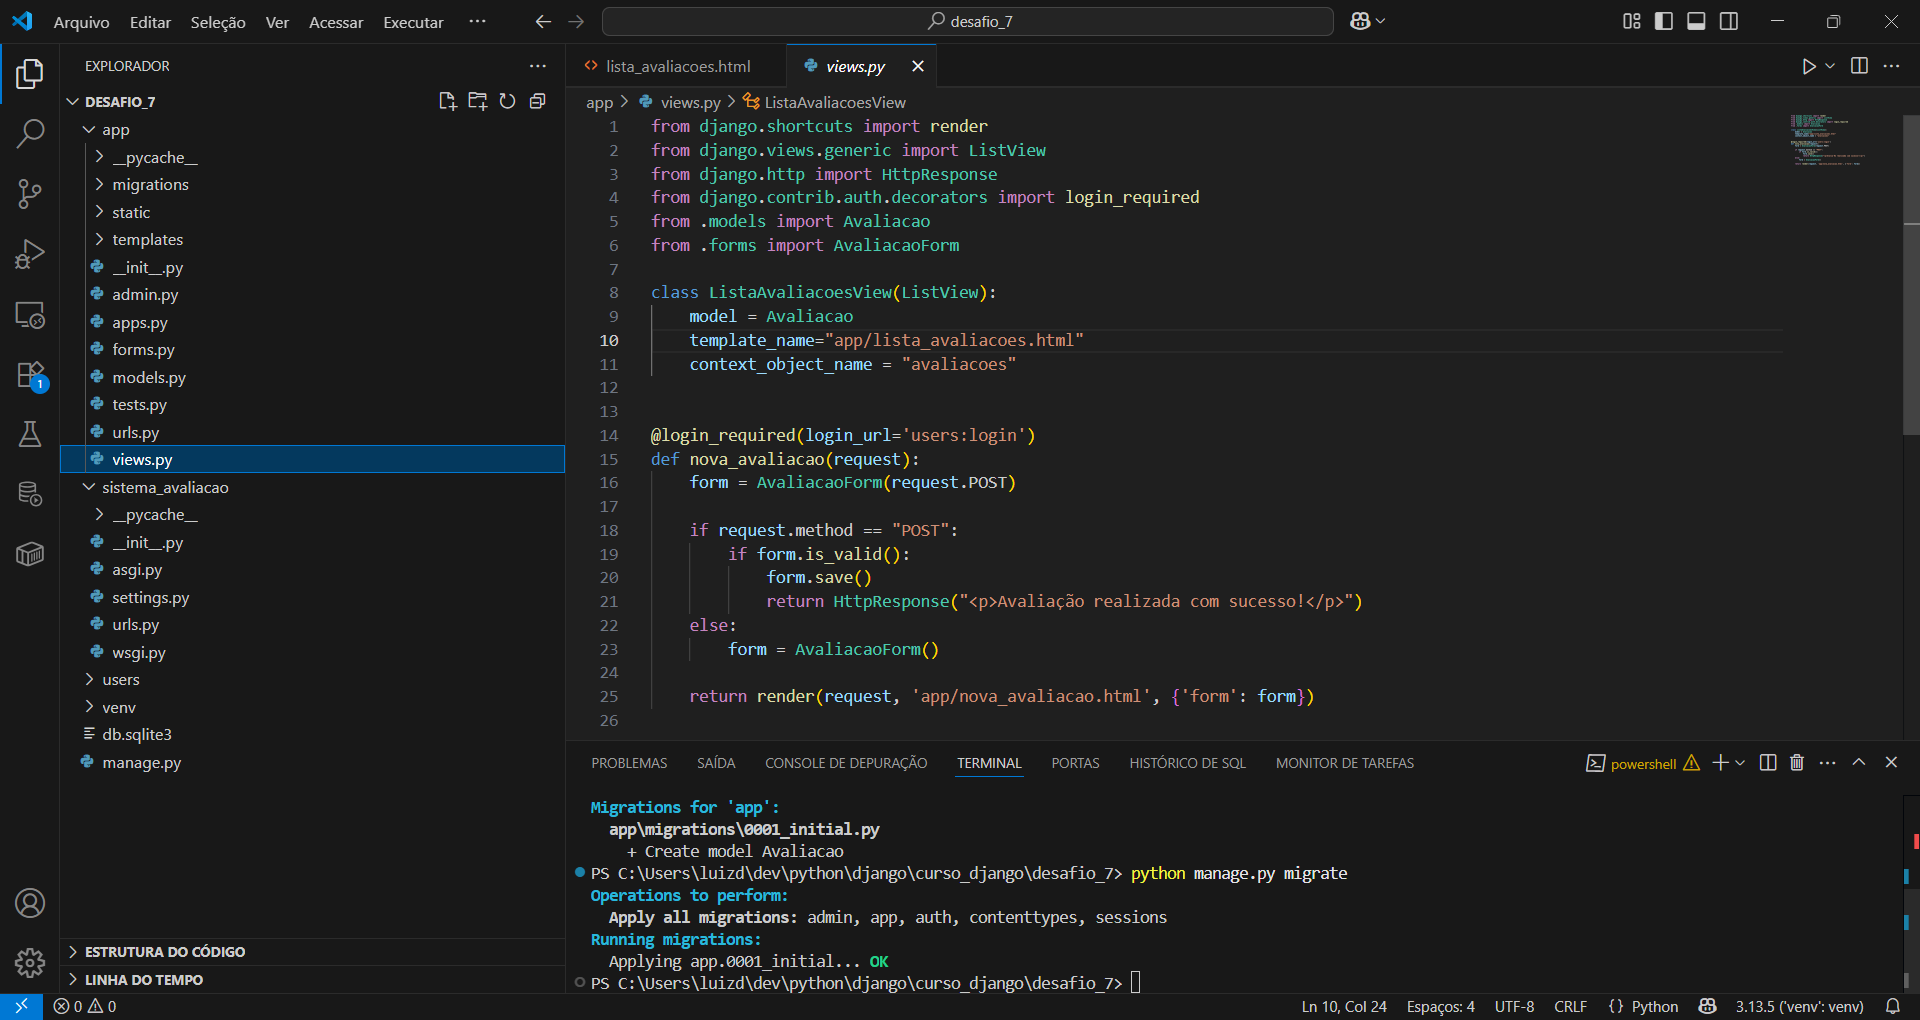 Arquivo Editar Seleção Ver Acessar Executar ··· desafio_7
EXPLORADOR ···
DESAFIO_7
app
__pycache__
migrations
static
templates
__init__.py
admin.py
apps.py
forms.py
models.py
tests.py
urls.py
views.py
sistema_avaliacao
__pycache__
__init__.py
asgi.py
settings.py
urls.py
wsgi.py
users
venv
db.sqlite3
manage.py
ESTRUTURA DO CÓDIGO
LINHA DO TEMPO
1
lista_avaliacoes.html views.py
app > views.py > ListaAvaliacoesView
1 from django.shortcuts import render
2 from django.views.generic import ListView
3 from django.http import HttpResponse
4 from django.contrib.auth.decorators import login_required
5 from .models import Avaliacao
6 from .forms import AvaliacaoForm
7
8 class ListaAvaliacoesView(ListView):
9     model = Avaliacao
10     template_name="app/lista_avaliacoes.html"
11     context_object_name = "avaliacoes"
12
13
14 @login_required(login_url='users:login')
15 def nova_avaliacao(request):
16     form = AvaliacaoForm(request.POST)
17
18     if request.method == "POST":
19         if form.is_valid():
20             form.save()
21             return HttpResponse("<p>Avaliação realizada com sucesso!</p>")
22     else:
23         form = AvaliacaoForm()
24
25     return render(request, 'app/nova_avaliacao.html', {'form': form})
26
PROBLEMAS SAÍDA CONSOLE DE DEPURAÇÃO TERMINAL PORTAS HISTÓRICO DE SQL MONITOR DE TAREFAS powershell
Migrations for 'app':
  app\migrations\0001_initial.py
    + Create model Avaliacao
PS C:\Users\luizd\dev\python\django\curso_django\desafio_7> python manage.py migrate
Operations to perform:
  Apply all migrations: admin, app, auth, contenttypes, sessions
Running migrations:
  Applying app.0001_initial... OK
PS C:\Users\luizd\dev\python\django\curso_django\desafio_7>
0 0 Ln 10, Col 24 Espaços: 4 UTF-8 CRLF {} Python 3.13.5 ('venv': venv)